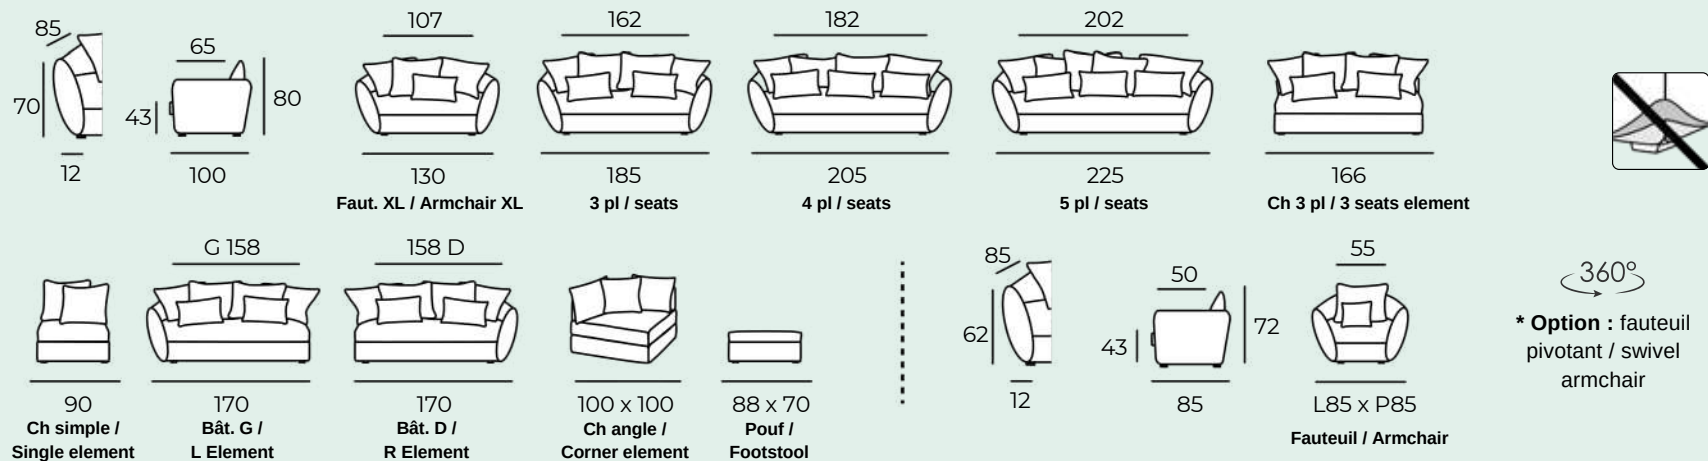 107
162
182
202
85
65
70
43
80
12
100
130
185
205
225
166
Faut. XL / Armchair XL
3 pl / seats
4 pl / seats
5 pl / seats
Ch 3 pl / 3 seats element
G 158
158 D
85
50
55
62
43
72
360°
* Option : fauteuil
pivotant / swivel
armchair
90
170
170
100 x 100
88 x 70
12
85
L85 x P85
Ch simple /
Single element
Bât. G /
L Element
Bât. D /
R Element
Ch angle /
Corner element
Pouf /
Footstool
Fauteuil / Armchair